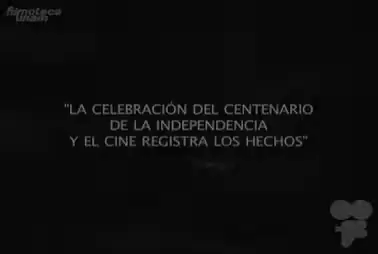 filmoteca
unam
"LA CELEBRACIÓN DEL CENTENARIO
DE LA INDEPENDENCIA
Y EL CINE REGISTRA LOS HECHOS"